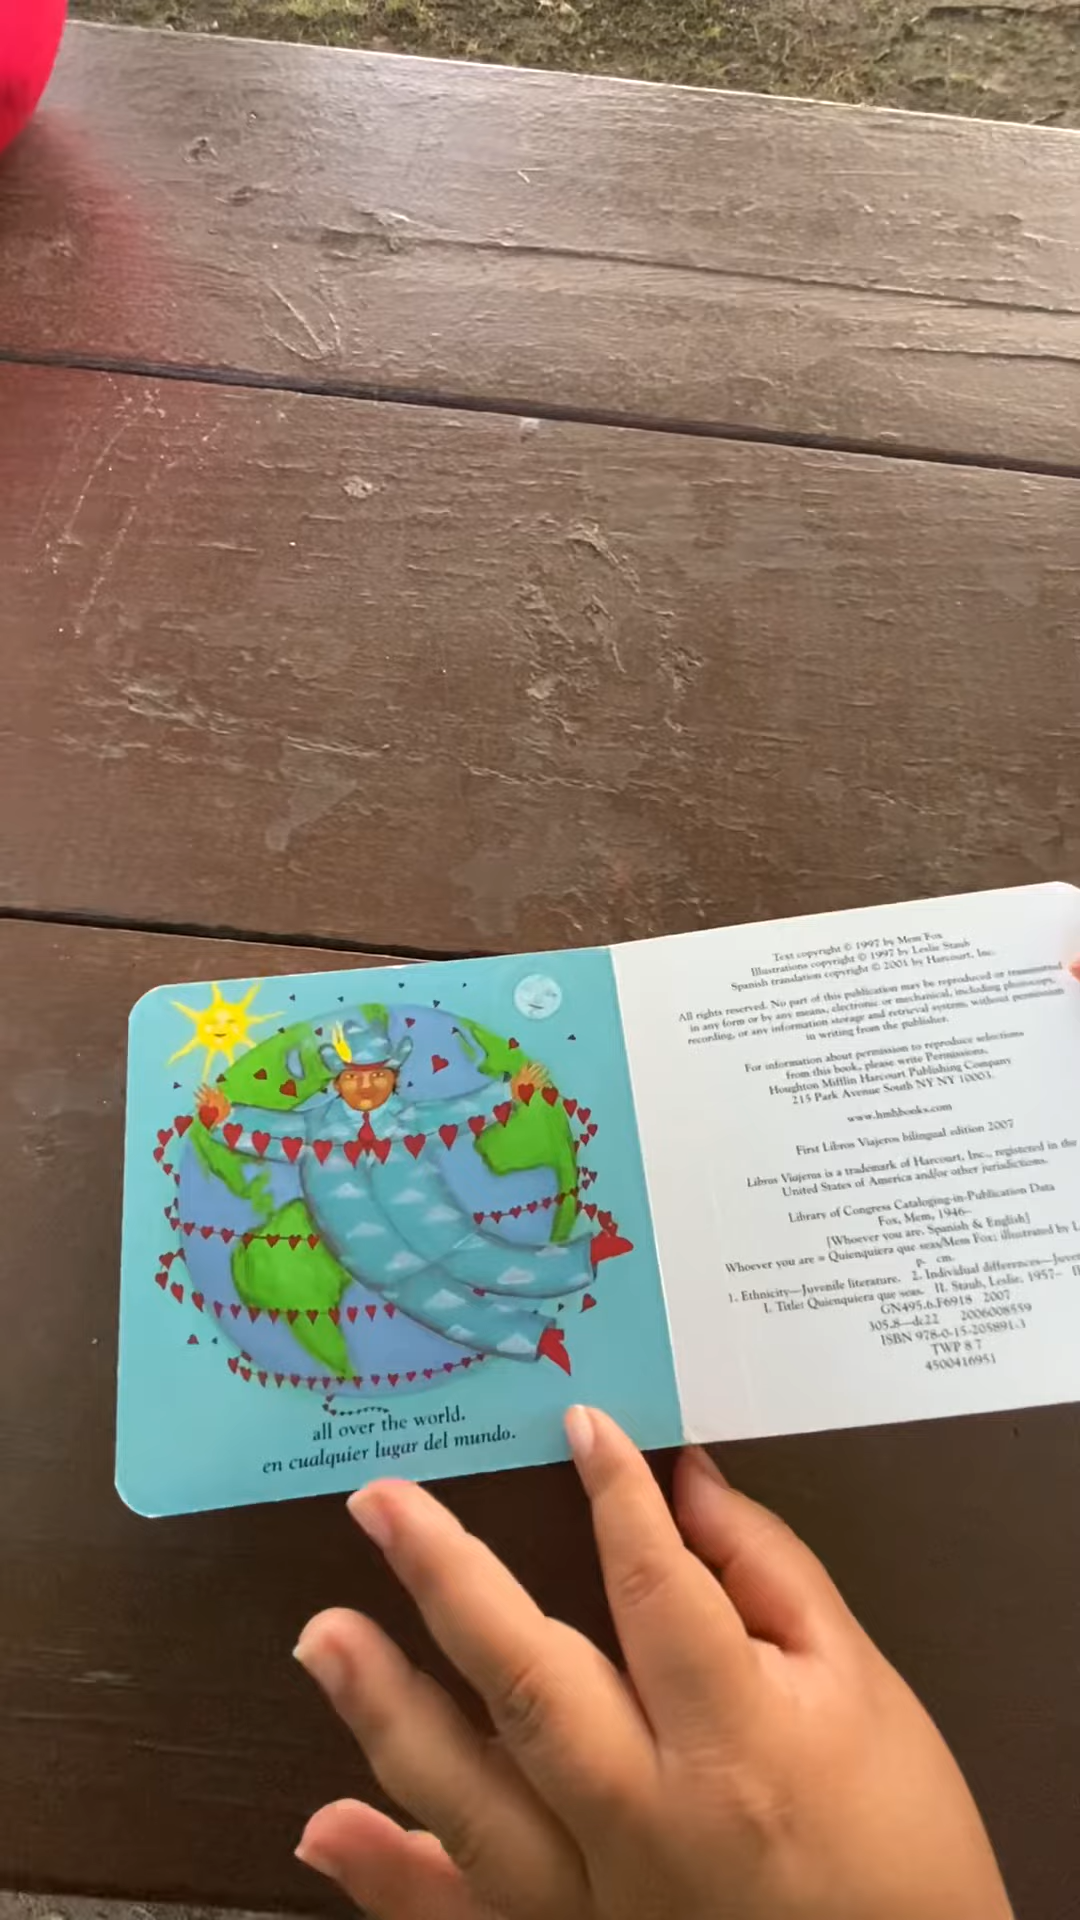 all over the world.
en cualquier lugar del mundo.
Text copyright © 1997 by Mem Fox
Illustrations copyright © 1997 by Leslie Staub
Spanish translation copyright © 2001 by Harcourt, Inc.
All rights reserved. No part of this publication may be reproduced or transmitted
in any form or by any means, electronic or mechanical, including photocopy,
recording, or any information storage and retrieval system, without permission
in writing from the publisher.
For information about permission to reproduce selections
from this book, please write Permissions,
Houghton Mifflin Harcourt Publishing Company
215 Park Avenue South NY NY 10003.
www.hmhbooks.com
First Libros Viajeros bilingual edition 2007
Libros Viajeros is a trademark of Harcourt, Inc., registered in the
United States of America and/or other jurisdictions.
Library of Congress Cataloging-in-Publication Data
Fox, Mem, 1946–
[Whoever you are. Spanish & English]
Whoever you are = Quienquiera que seas/Mem Fox; illustrated by
p. cm.
1. Ethnicity—Juvenile literature. 2. Individual differences—
I. Title: Quienquiera que seas. II. Staub, Leslie, 1957–
GN495.6.F6918 2007
305.8—dc22 2006008559
ISBN 978-0-15-205891-3
TWP 8 7
4500416951